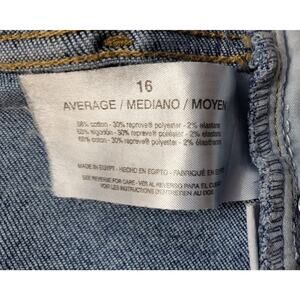 16
AVERAGE / MEDIANO / MOYEN
68% cotton - 30% repreve® polyester - 2% elastane
68% algodón - 30% repreve® poliéster - 2% elastano
68% coton - 30% repreve® polyester - 2% élasthanne
MADE IN EGYPT - HECHO EN EGIPTO - FABRIQUÉ EN EGYPTE
SEE REVERSE FOR CARE - VER AL REVERSO PARA EL CUIDADO
VOIR LES INSTRUCTIONS D'ENTRETIEN AU DOS